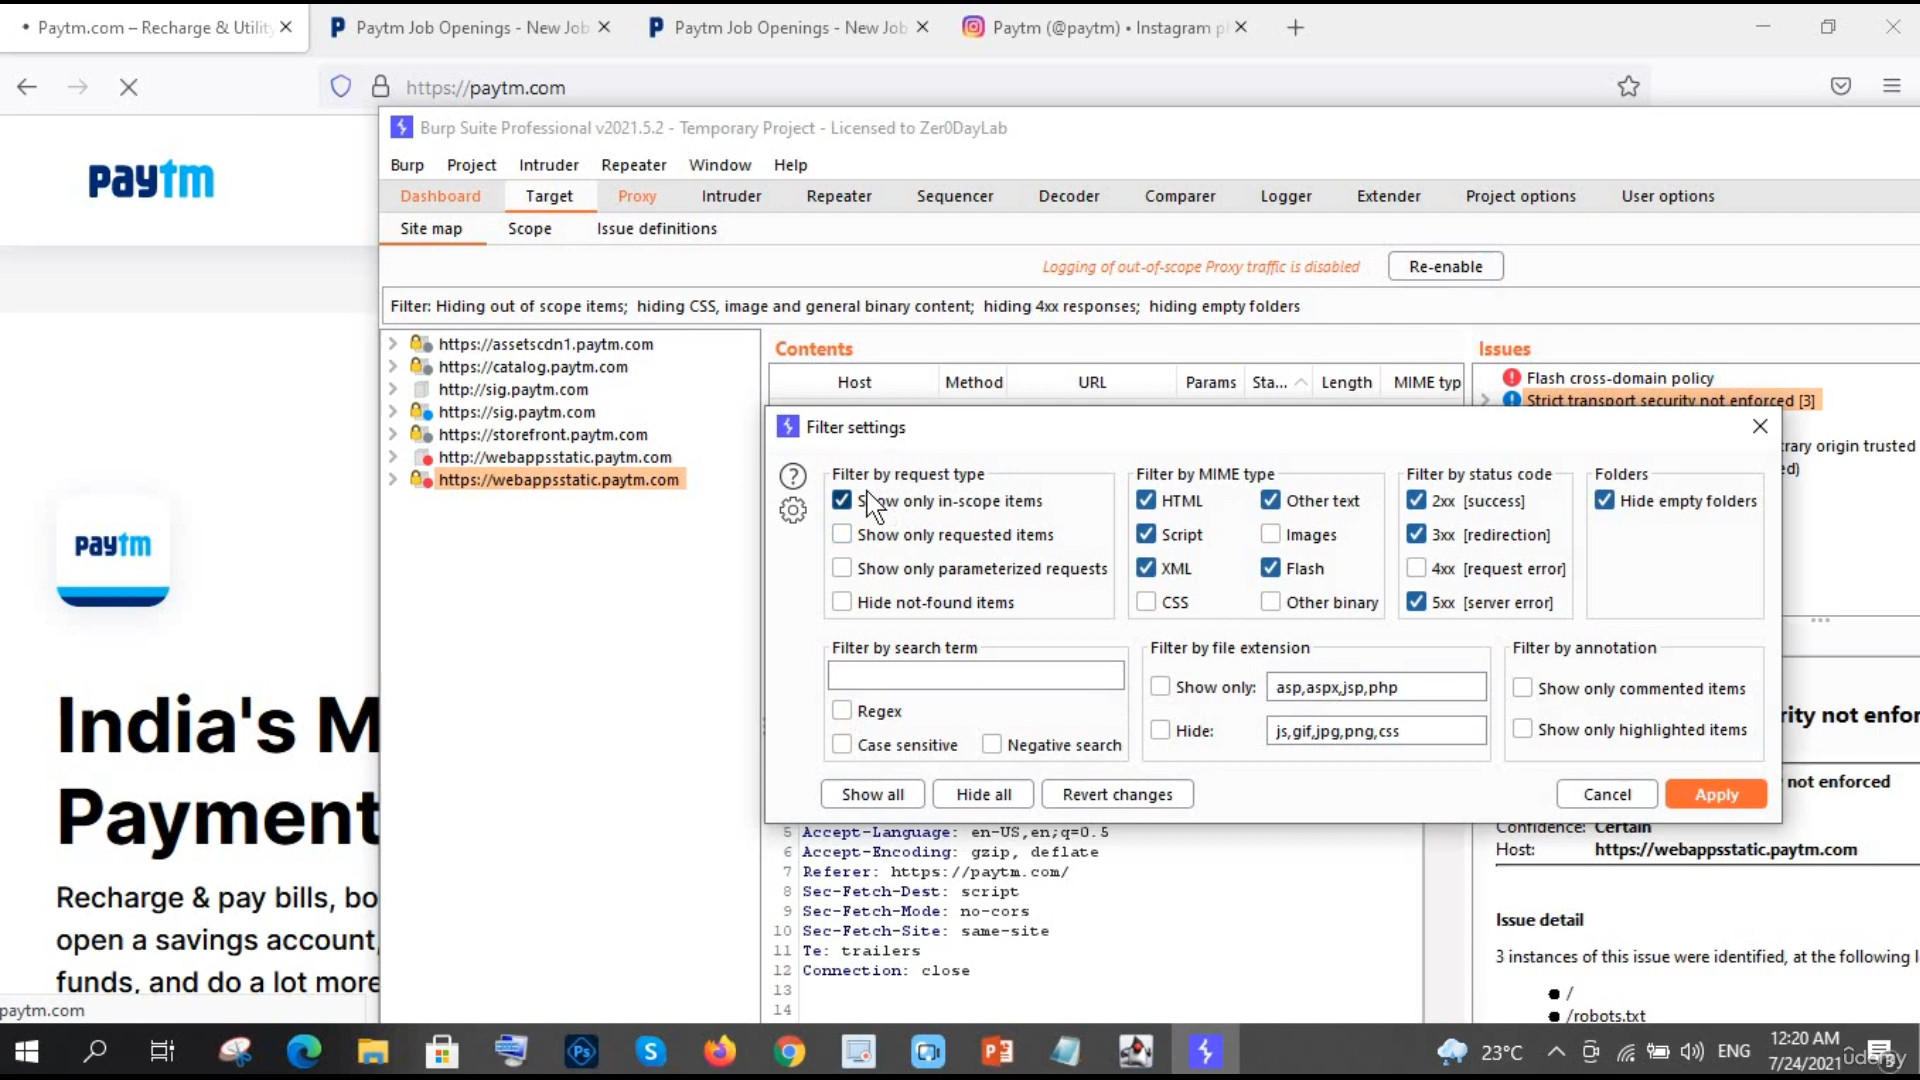 Paytm.com – Recharge & Utility
Paytm Job Openings - New Job
Paytm Job Openings - New Job
Paytm (@paytm) • Instagram p
https://paytm.com
Burp Suite Professional v2021.5.2 - Temporary Project - Licensed to Zer0DayLab
paytm
Burp Project Intruder Repeater Window Help
Dashboard Target Proxy Intruder Repeater Sequencer Decoder Comparer Logger Extender Project options User options
Site map Scope Issue definitions
Logging of out-of-scope Proxy traffic is disabled Re-enable
Filter: Hiding out of scope items; hiding CSS, image and general binary content; hiding 4xx responses; hiding empty folders
https://assetscdn1.paytm.com
https://catalog.paytm.com
http://sig.paytm.com
https://sig.paytm.com
https://storefront.paytm.com
http://webappsstatic.paytm.com
https://webappsstatic.paytm.com
Contents
Host Method URL Params Sta... Length MIME typ
Issues
Flash cross-domain policy
Strict transport security not enforced [3]
rary origin trusted
d)
Filter settings
Filter by request type
Show only in-scope items
Show only requested items
Show only parameterized requests
Hide not-found items
Filter by MIME type
HTML Other text
Script Images
XML Flash
CSS Other binary
Filter by status code
2xx [success]
3xx [redirection]
4xx [request error]
5xx [server error]
Folders
Hide empty folders
Filter by search term
Regex
Case sensitive Negative search
Filter by file extension
Show only: asp,aspx,jsp,php
Hide: js,gif,jpg,png,css
Filter by annotation
Show only commented items
Show only highlighted items
Show all Hide all Revert changes Cancel Apply
rity not enfor
not enforced
Confidence: Certain
Host: https://webappsstatic.paytm.com
Issue detail
3 instances of this issue were identified, at the following l
/
/robots.txt
5 Accept-Language: en-US,en;q=0.5
6 Accept-Encoding: gzip, deflate
7 Referer: https://paytm.com/
8 Sec-Fetch-Dest: script
9 Sec-Fetch-Mode: no-cors
10 Sec-Fetch-Site: same-site
11 Te: trailers
12 Connection: close
13
14
paytm
India's M
Payment
Recharge & pay bills, bo
open a savings account,
funds, and do a lot more
paytm.com
23°C ENG
12:20 AM
7/24/2021
udemy